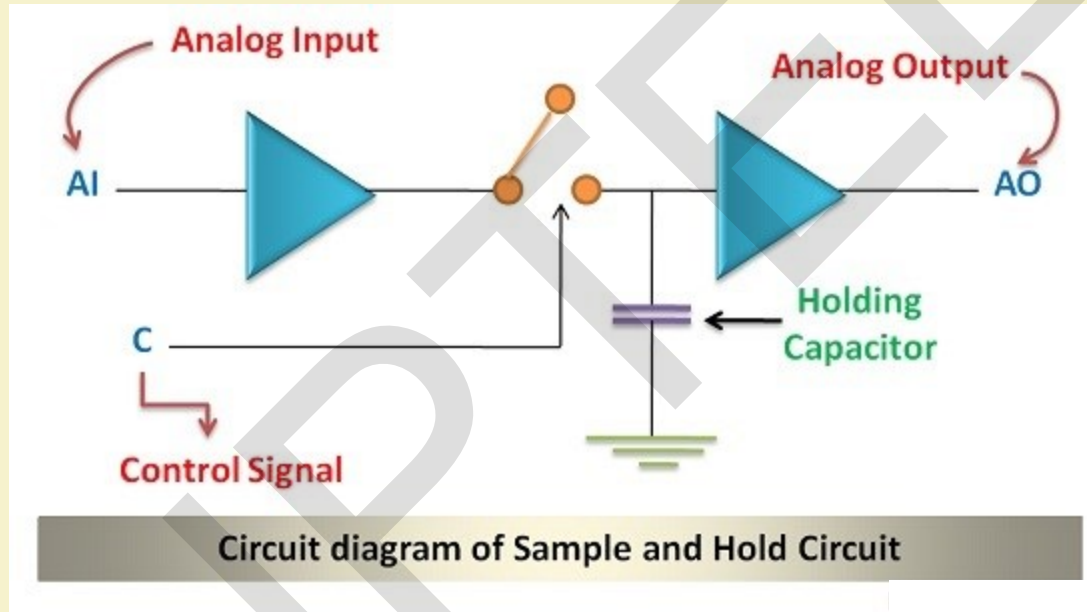 Analog Input
Analog Output
AI
AO
Holding
Capacitor
C
Control Signal
Circuit diagram of Sample and Hold Circuit